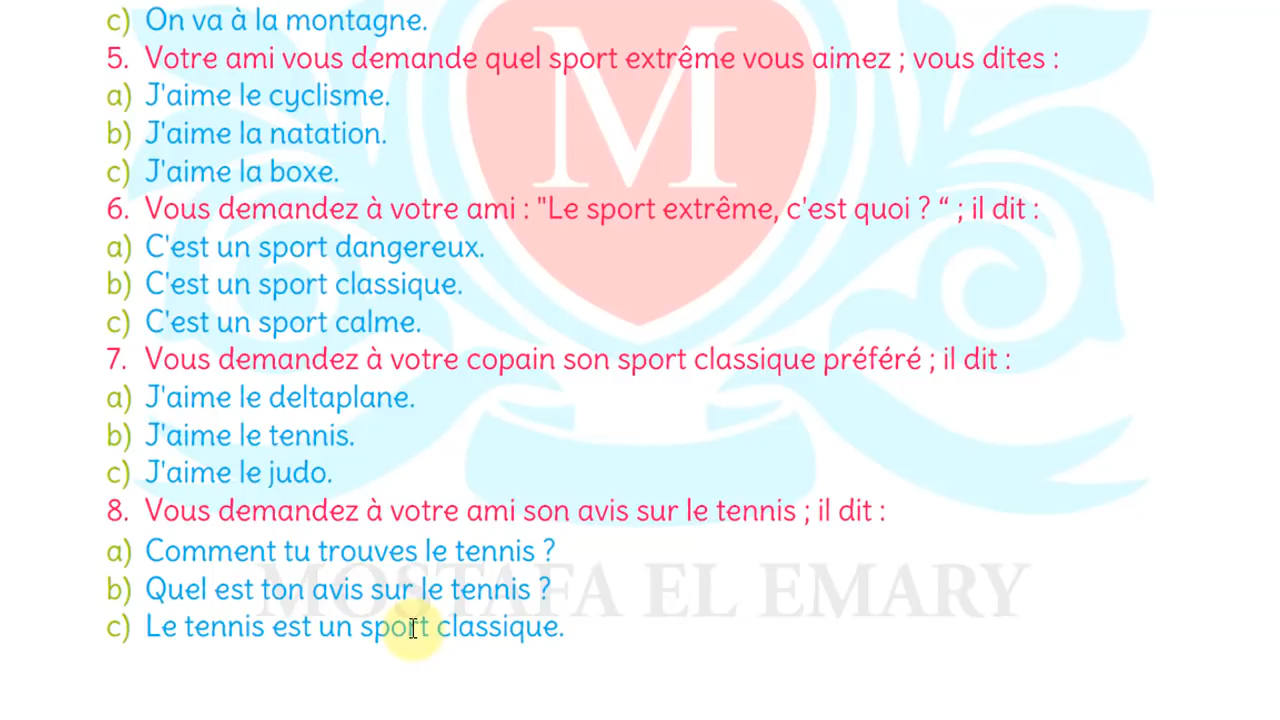 c) On va à la montagne.
5. Votre ami vous demande quel sport extrême vous aimez ; vous dites :
a) J'aime le cyclisme.
b) J'aime la natation.
c) J'aime la boxe.
6. Vous demandez à votre ami : "Le sport extrême, c'est quoi ? “ ; il dit :
a) C'est un sport dangereux.
b) C'est un sport classique.
c) C'est un sport calme.
7. Vous demandez à votre copain son sport classique préféré ; il dit :
a) J'aime le deltaplane.
b) J'aime le tennis.
c) J'aime le judo.
8. Vous demandez à votre ami son avis sur le tennis ; il dit :
a) Comment tu trouves le tennis ?
b) Quel est ton avis sur le tennis ?
c) Le tennis est un sport classique.
M
MOSTAFA EL EMARY